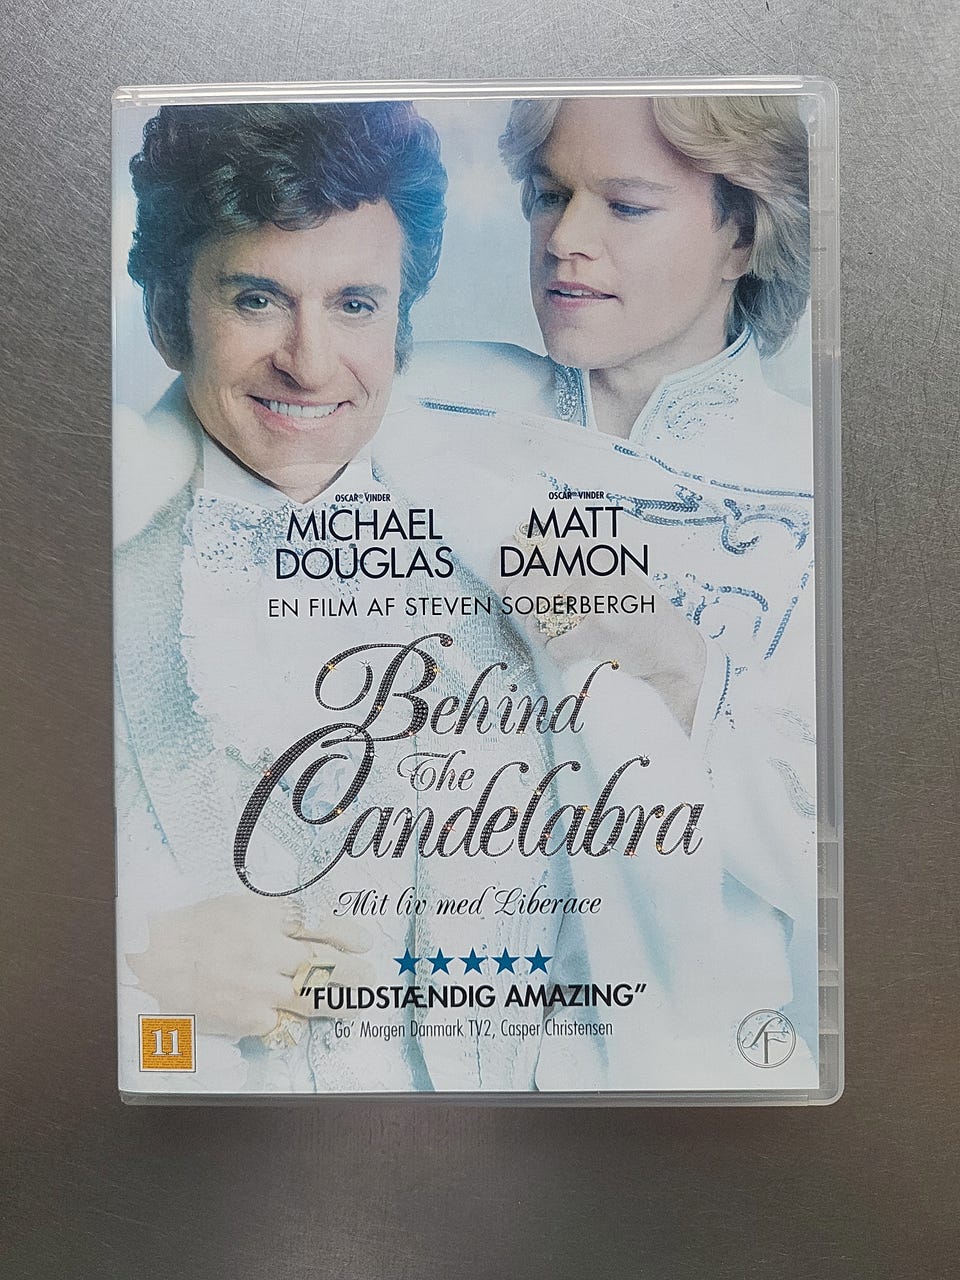 OSCAR® VINDER
MICHAEL
DOUGLAS
OSCAR® VINDER
MATT
DAMON
EN FILM AF STEVEN SODERBERGH
Behind
The
Candelabra
Mit liv med Liberace
"FULDSTÆNDIG AMAZING"
Go' Morgen Danmark TV2, Casper Christensen
11
SF